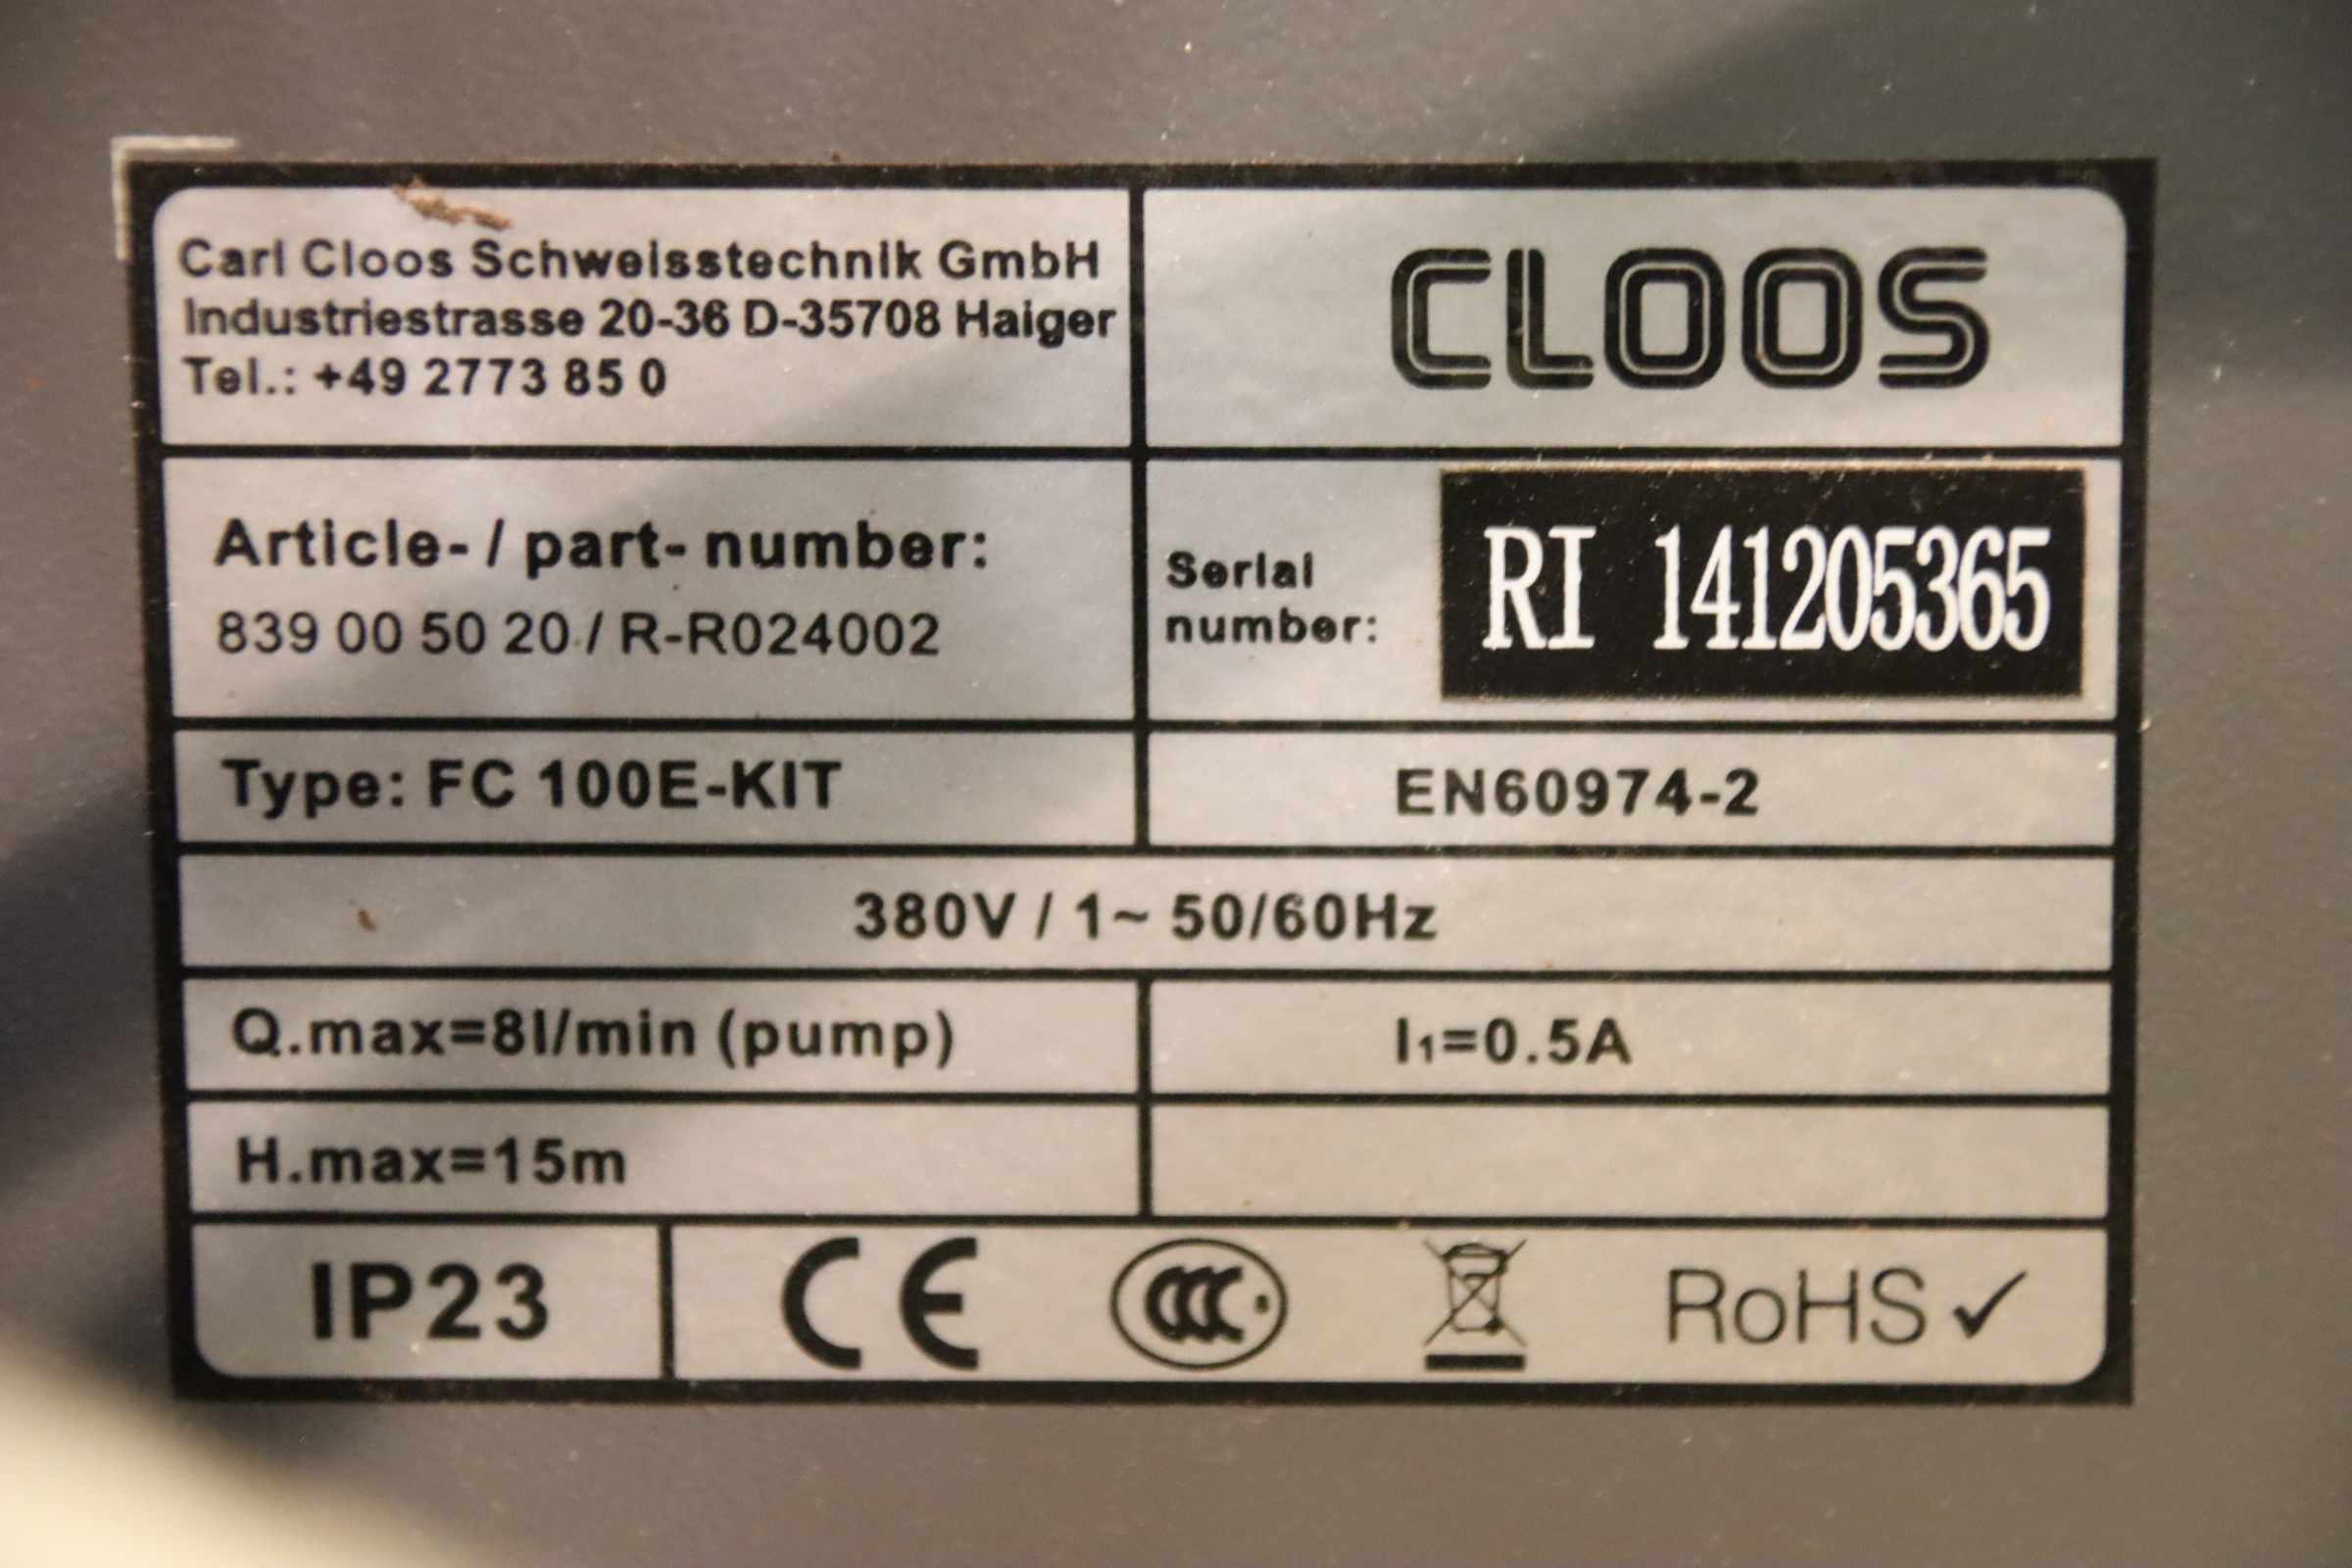 Carl Cloos Schweisstechnik GmbH
Industriestrasse 20-36 D-35708 Haiger
Tel.: +49 2773 85 0
CLOOS
Article- / part- number:
839 00 50 20 / R-R024002
Serial
number:
RI 141205365
Type: FC 100E-KIT
EN60974-2
380V / 1~ 50/60Hz
Q.max=8l/min (pump)
I₁=0.5A
H.max=15m
IP23
CE
CCC
RoHS ✓